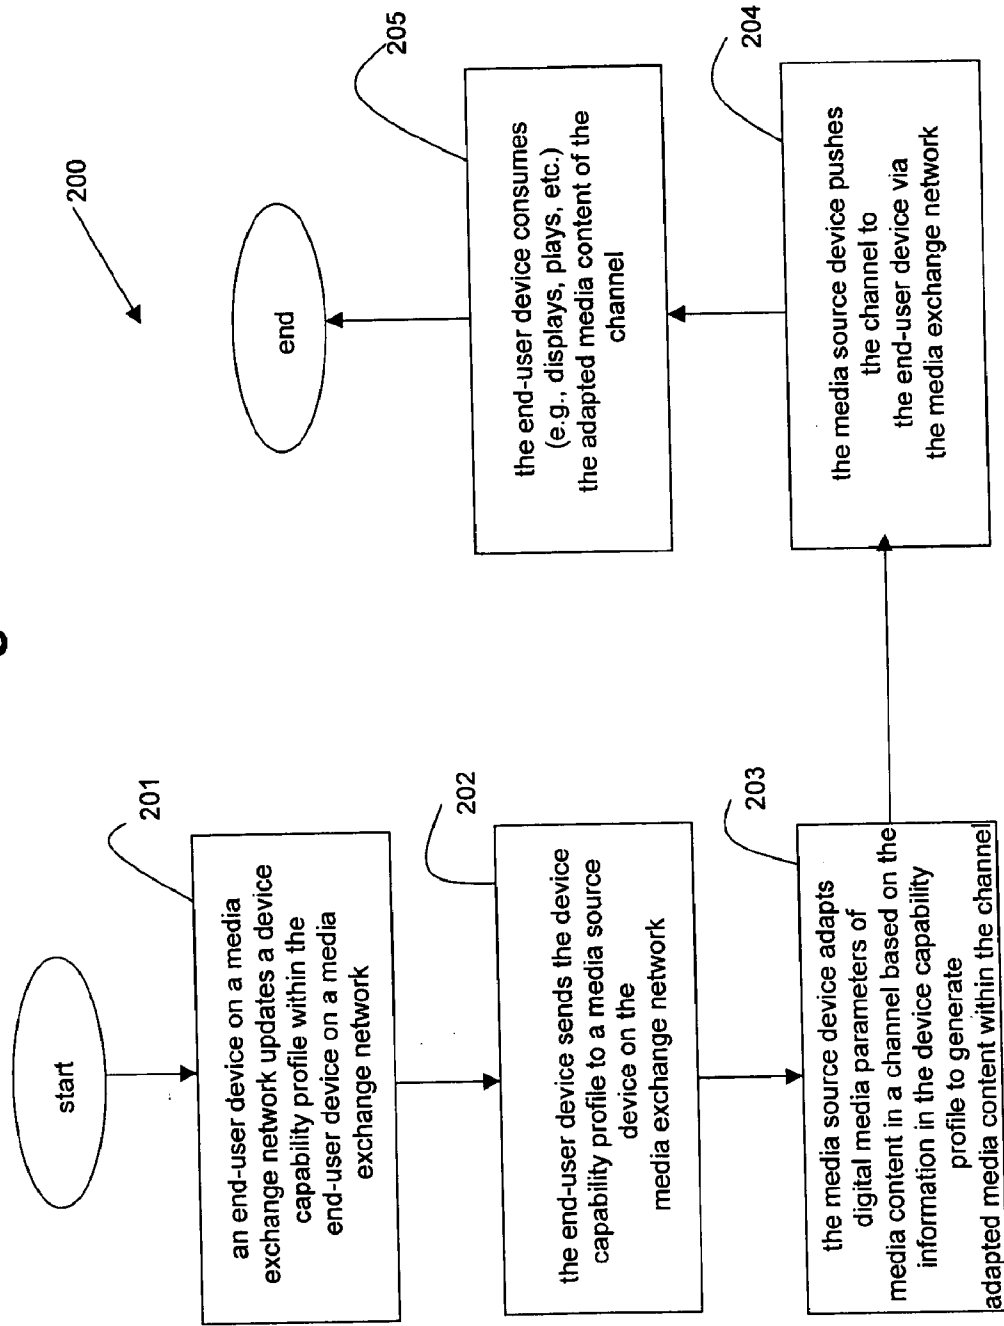 200
start
an end-user device on a media
exchange network updates a device
capability profile within the
end-user device on a media
exchange network
201
the end-user device sends the device
capability profile to a media source
device on the
media exchange network
202
the media source device adapts
digital media parameters of
media content in a channel based on the
information in the device capability
profile to generate
adapted media content within the channel
203
the media source device pushes
the channel to
the end-user device via
the media exchange network
204
the end-user device consumes
(e.g., displays, plays, etc.)
the adapted media content of the
channel
205
end